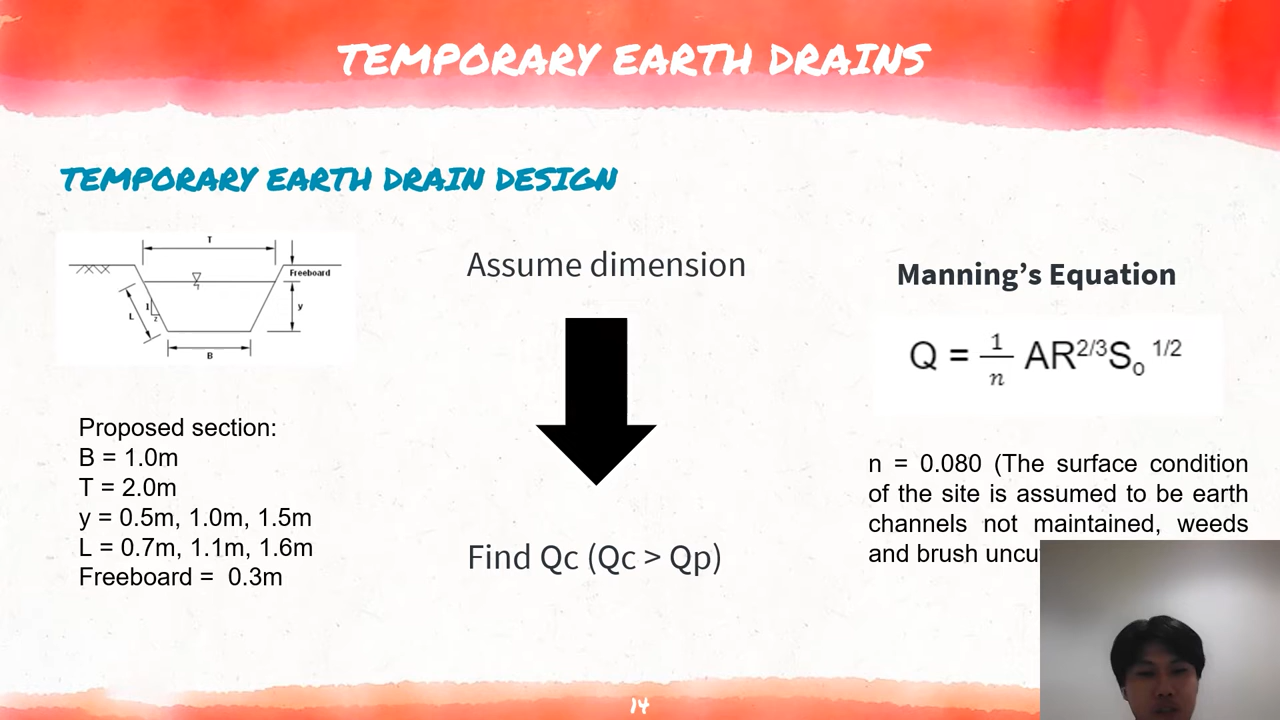 TEMPORARY EARTH DRAINS
TEMPORARY EARTH DRAIN DESIGN
T
Freeboard
1
z
L
y
B
Proposed section:
B = 1.0m
T = 2.0m
y = 0.5m, 1.0m, 1.5m
L = 0.7m, 1.1m, 1.6m
Freeboard = 0.3m
Assume dimension
Find Qc (Qc > Qp)
Manning’s Equation
Q = 1/n AR^2/3 S_o^1/2
n = 0.080 (The surface condition
of the site is assumed to be earth
channels not maintained, weeds
and brush
14